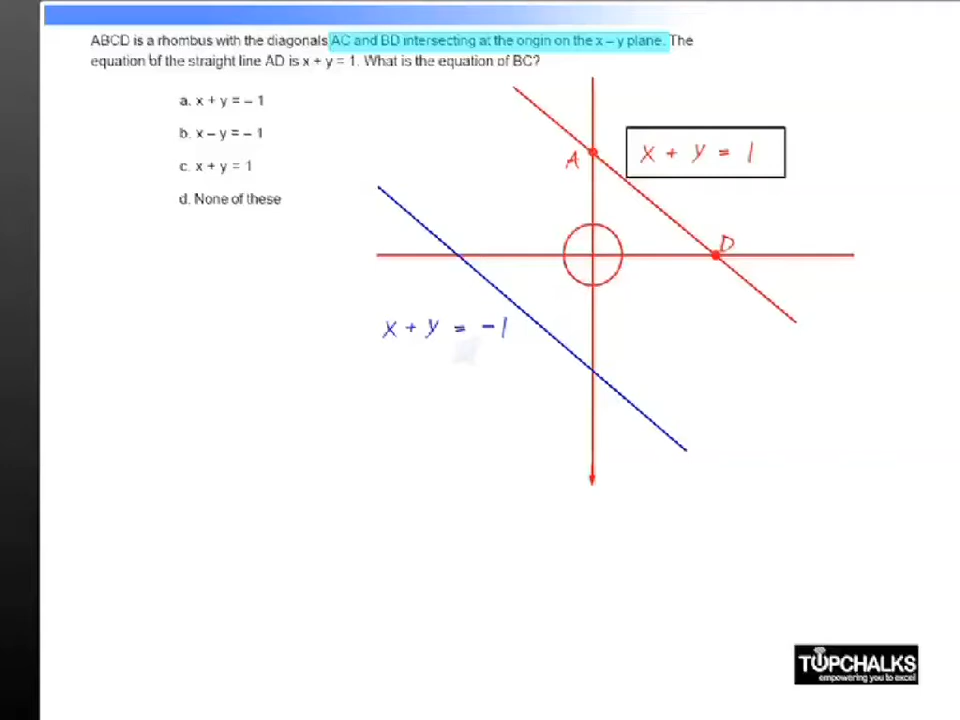 ABCD is a rhombus with the diagonals AC and BD intersecting at the origin on the x – y plane. The
equation of the straight line AD is x + y = 1. What is the equation of BC?
a. x + y = – 1
b. x – y = – 1
c. x + y = 1
d. None of these
A
x + y = 1
D
x + y = -1
TOPCHALKS
empowering you to excel